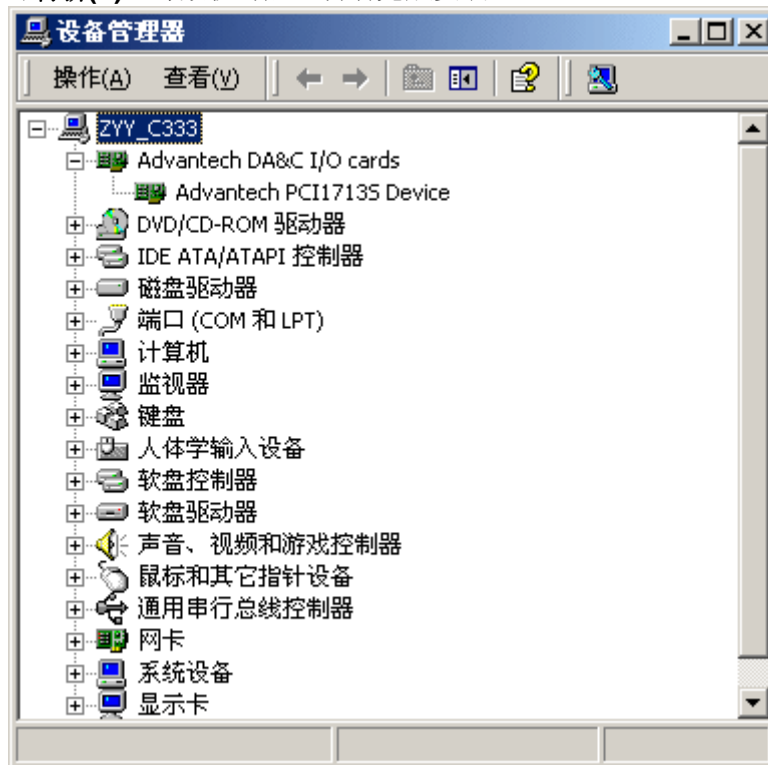 设备管理器
操作(A) 查看(V)
ZYY_C333
Advantech DA&C I/O cards
Advantech PCI1713S Device
DVD/CD-ROM 驱动器
IDE ATA/ATAPI 控制器
磁盘驱动器
端口 (COM 和 LPT)
计算机
监视器
键盘
人体学输入设备
软盘控制器
软盘驱动器
声音、视频和游戏控制器
鼠标和其它指针设备
通用串行总线控制器
网卡
系统设备
显示卡